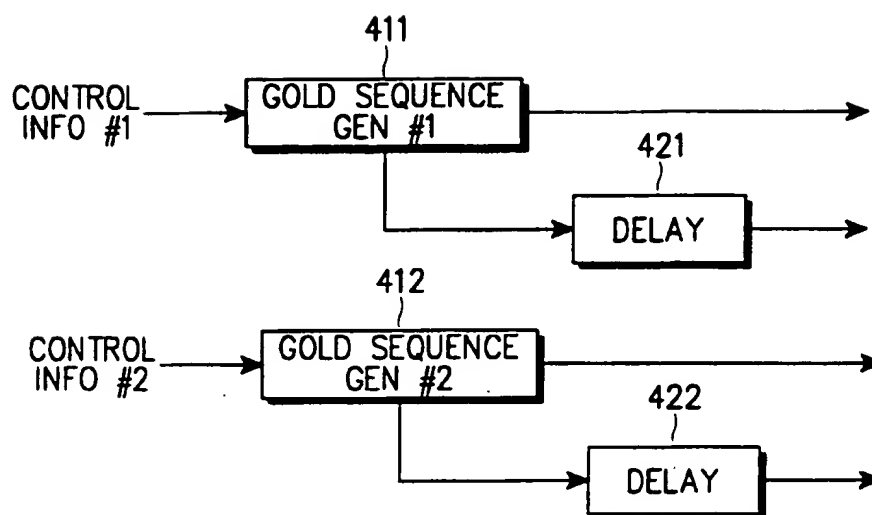 411
CONTROL
INFO #1
GOLD SEQUENCE
GEN #1
421
DELAY
412
CONTROL
INFO #2
GOLD SEQUENCE
GEN #2
422
DELAY